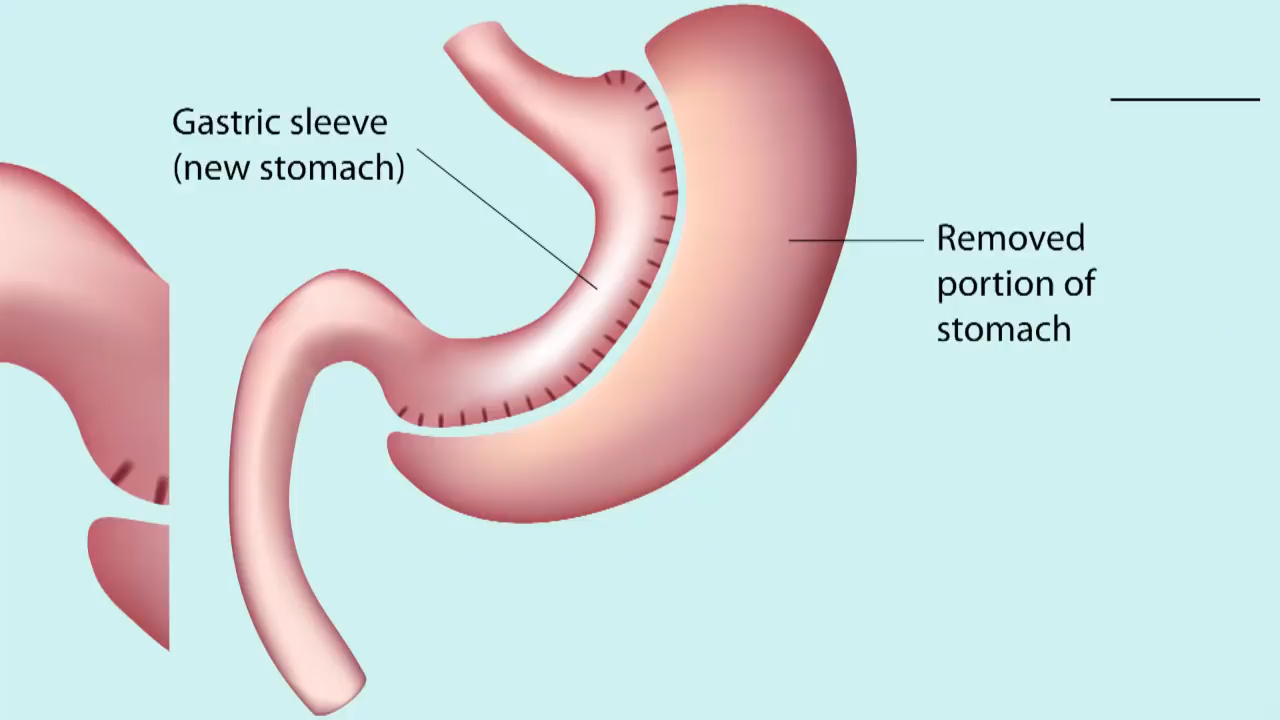 Gastric sleeve
(new stomach)
Removed
portion of
stomach